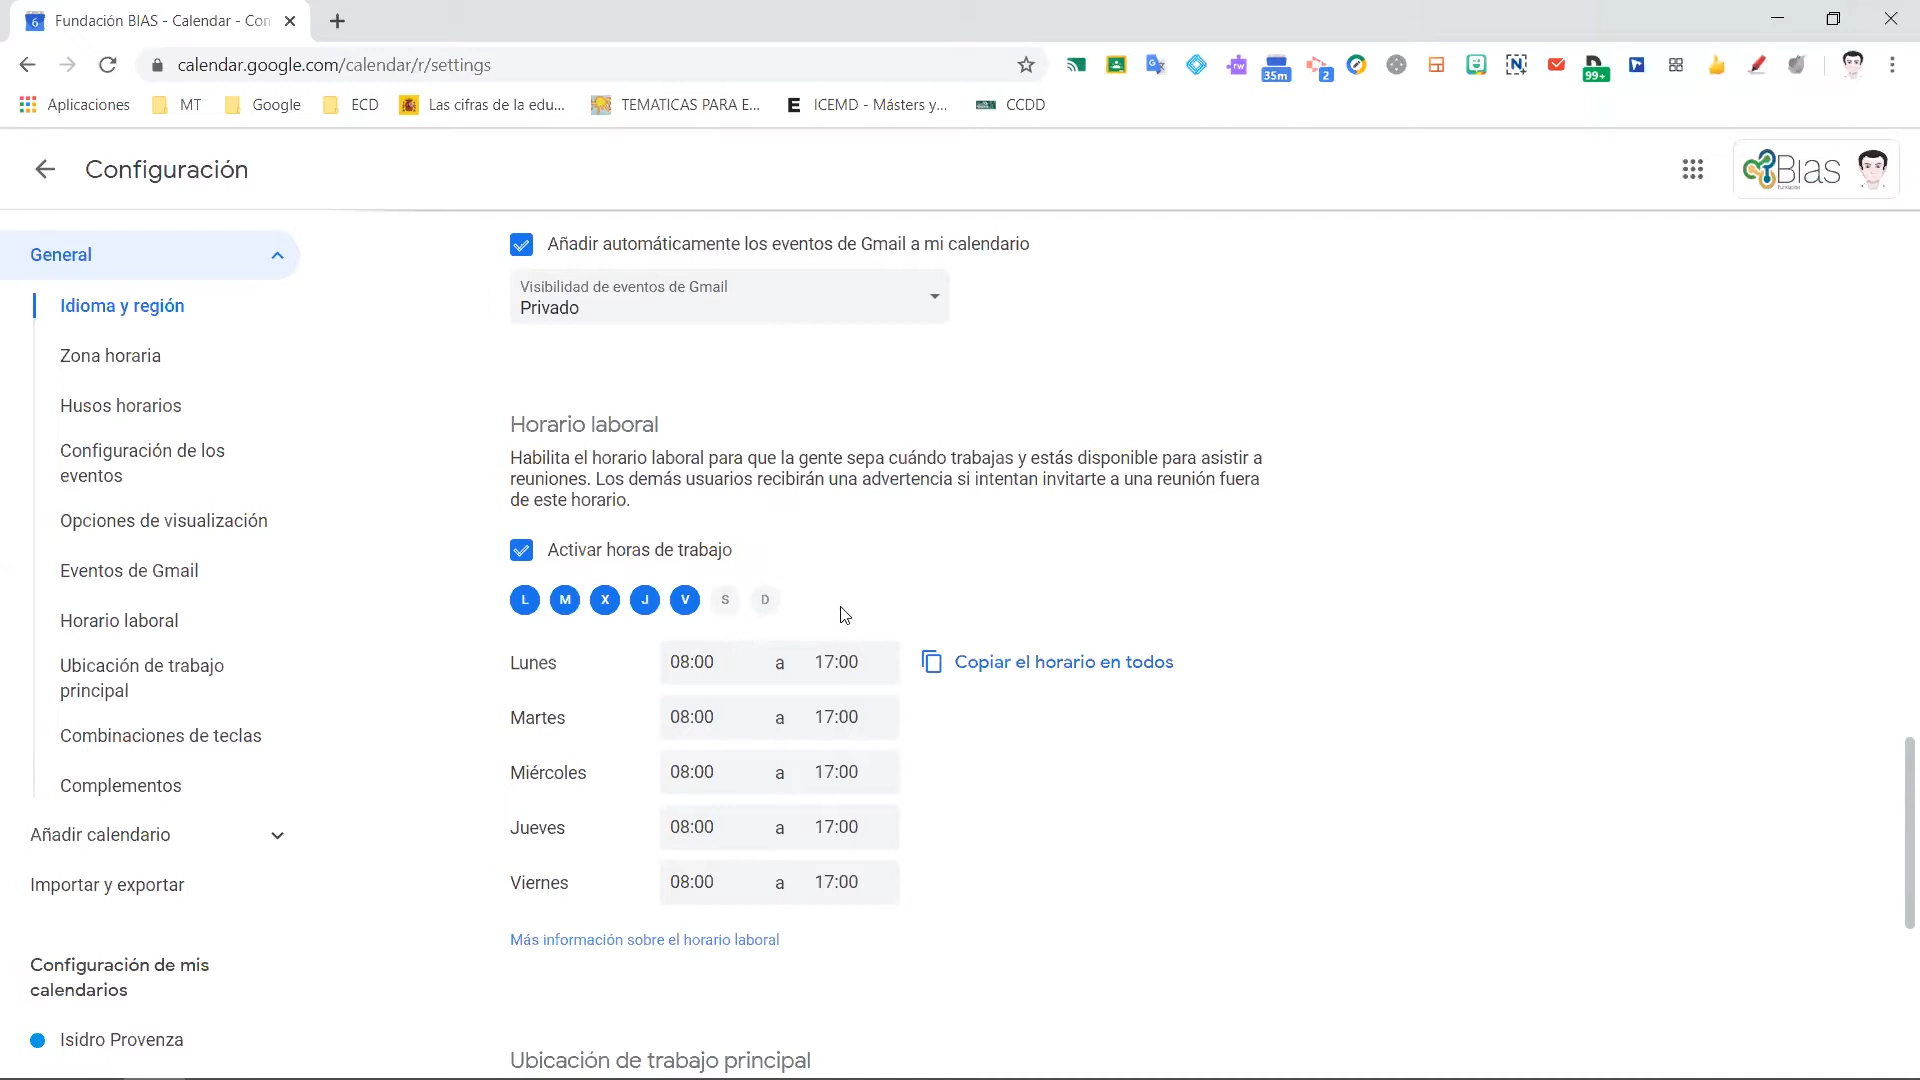 6 Fundación BIAS - Calendar - Con
calendar.google.com/calendar/r/settings
rw 35m 2 N 99+
Aplicaciones MT Google ECD Las cifras de la edu... TEMATICAS PARA E... E ICEMD - Másters y... CCDD
Configuración
Bias
Fundación
General
Idioma y región
Zona horaria
Husos horarios
Configuración de los
eventos
Opciones de visualización
Eventos de Gmail
Horario laboral
Ubicación de trabajo
principal
Combinaciones de teclas
Complementos
Añadir calendario
Importar y exportar
Configuración de mis
calendarios
Isidro Provenza
Añadir automáticamente los eventos de Gmail a mi calendario
Visibilidad de eventos de Gmail
Privado
Horario laboral
Habilita el horario laboral para que la gente sepa cuándo trabajas y estás disponible para asistir a
reuniones. Los demás usuarios recibirán una advertencia si intentan invitarte a una reunión fuera
de este horario.
Activar horas de trabajo
L M X J V S D
Lunes 08:00 a 17:00 Copiar el horario en todos
Martes 08:00 a 17:00
Miércoles 08:00 a 17:00
Jueves 08:00 a 17:00
Viernes 08:00 a 17:00
Más información sobre el horario laboral
Ubicación de trabajo principal